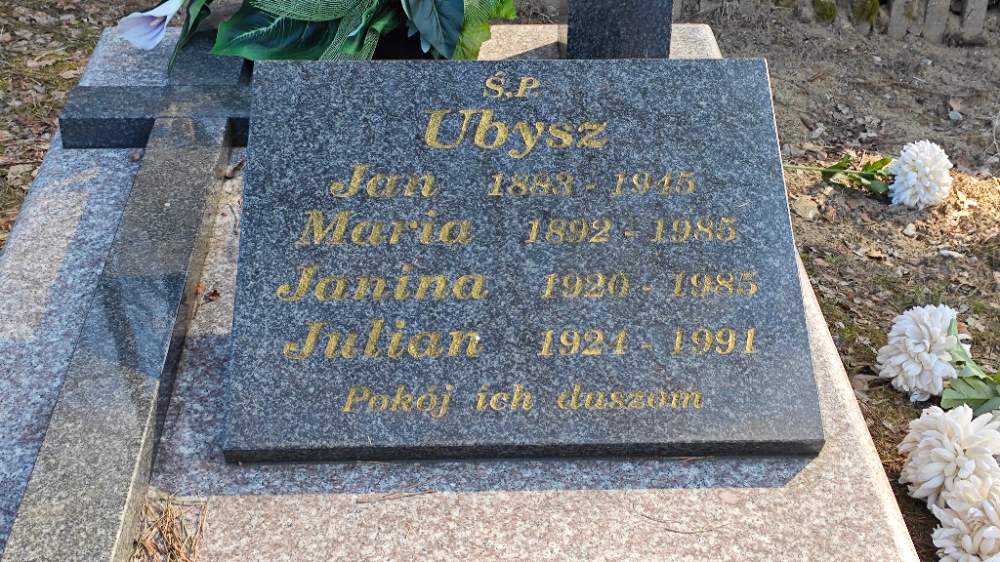 Ś.P.
Ubysz
Jan 1883 - 1945
Maria 1892 - 1985
Janina 1920 - 1985
Julian 1921 - 1991
Pokój ich duszom